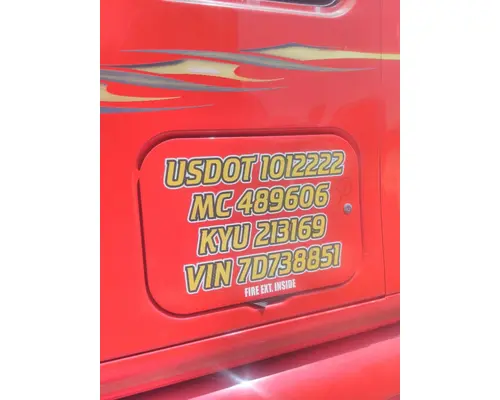 USDOT 1012222
MC 489606
KYU 213169
VIN 7D738851
FIRE EXT. INSIDE